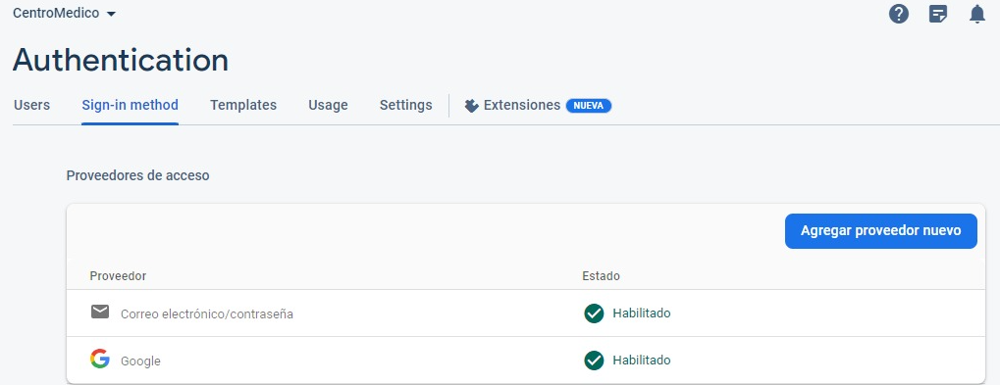 CentroMedico
Authentication
Users Sign-in method Templates Usage Settings Extensiones NUEVA
Proveedores de acceso
Agregar proveedor nuevo
Proveedor Estado
Correo electrónico/contraseña Habilitado
Google Habilitado